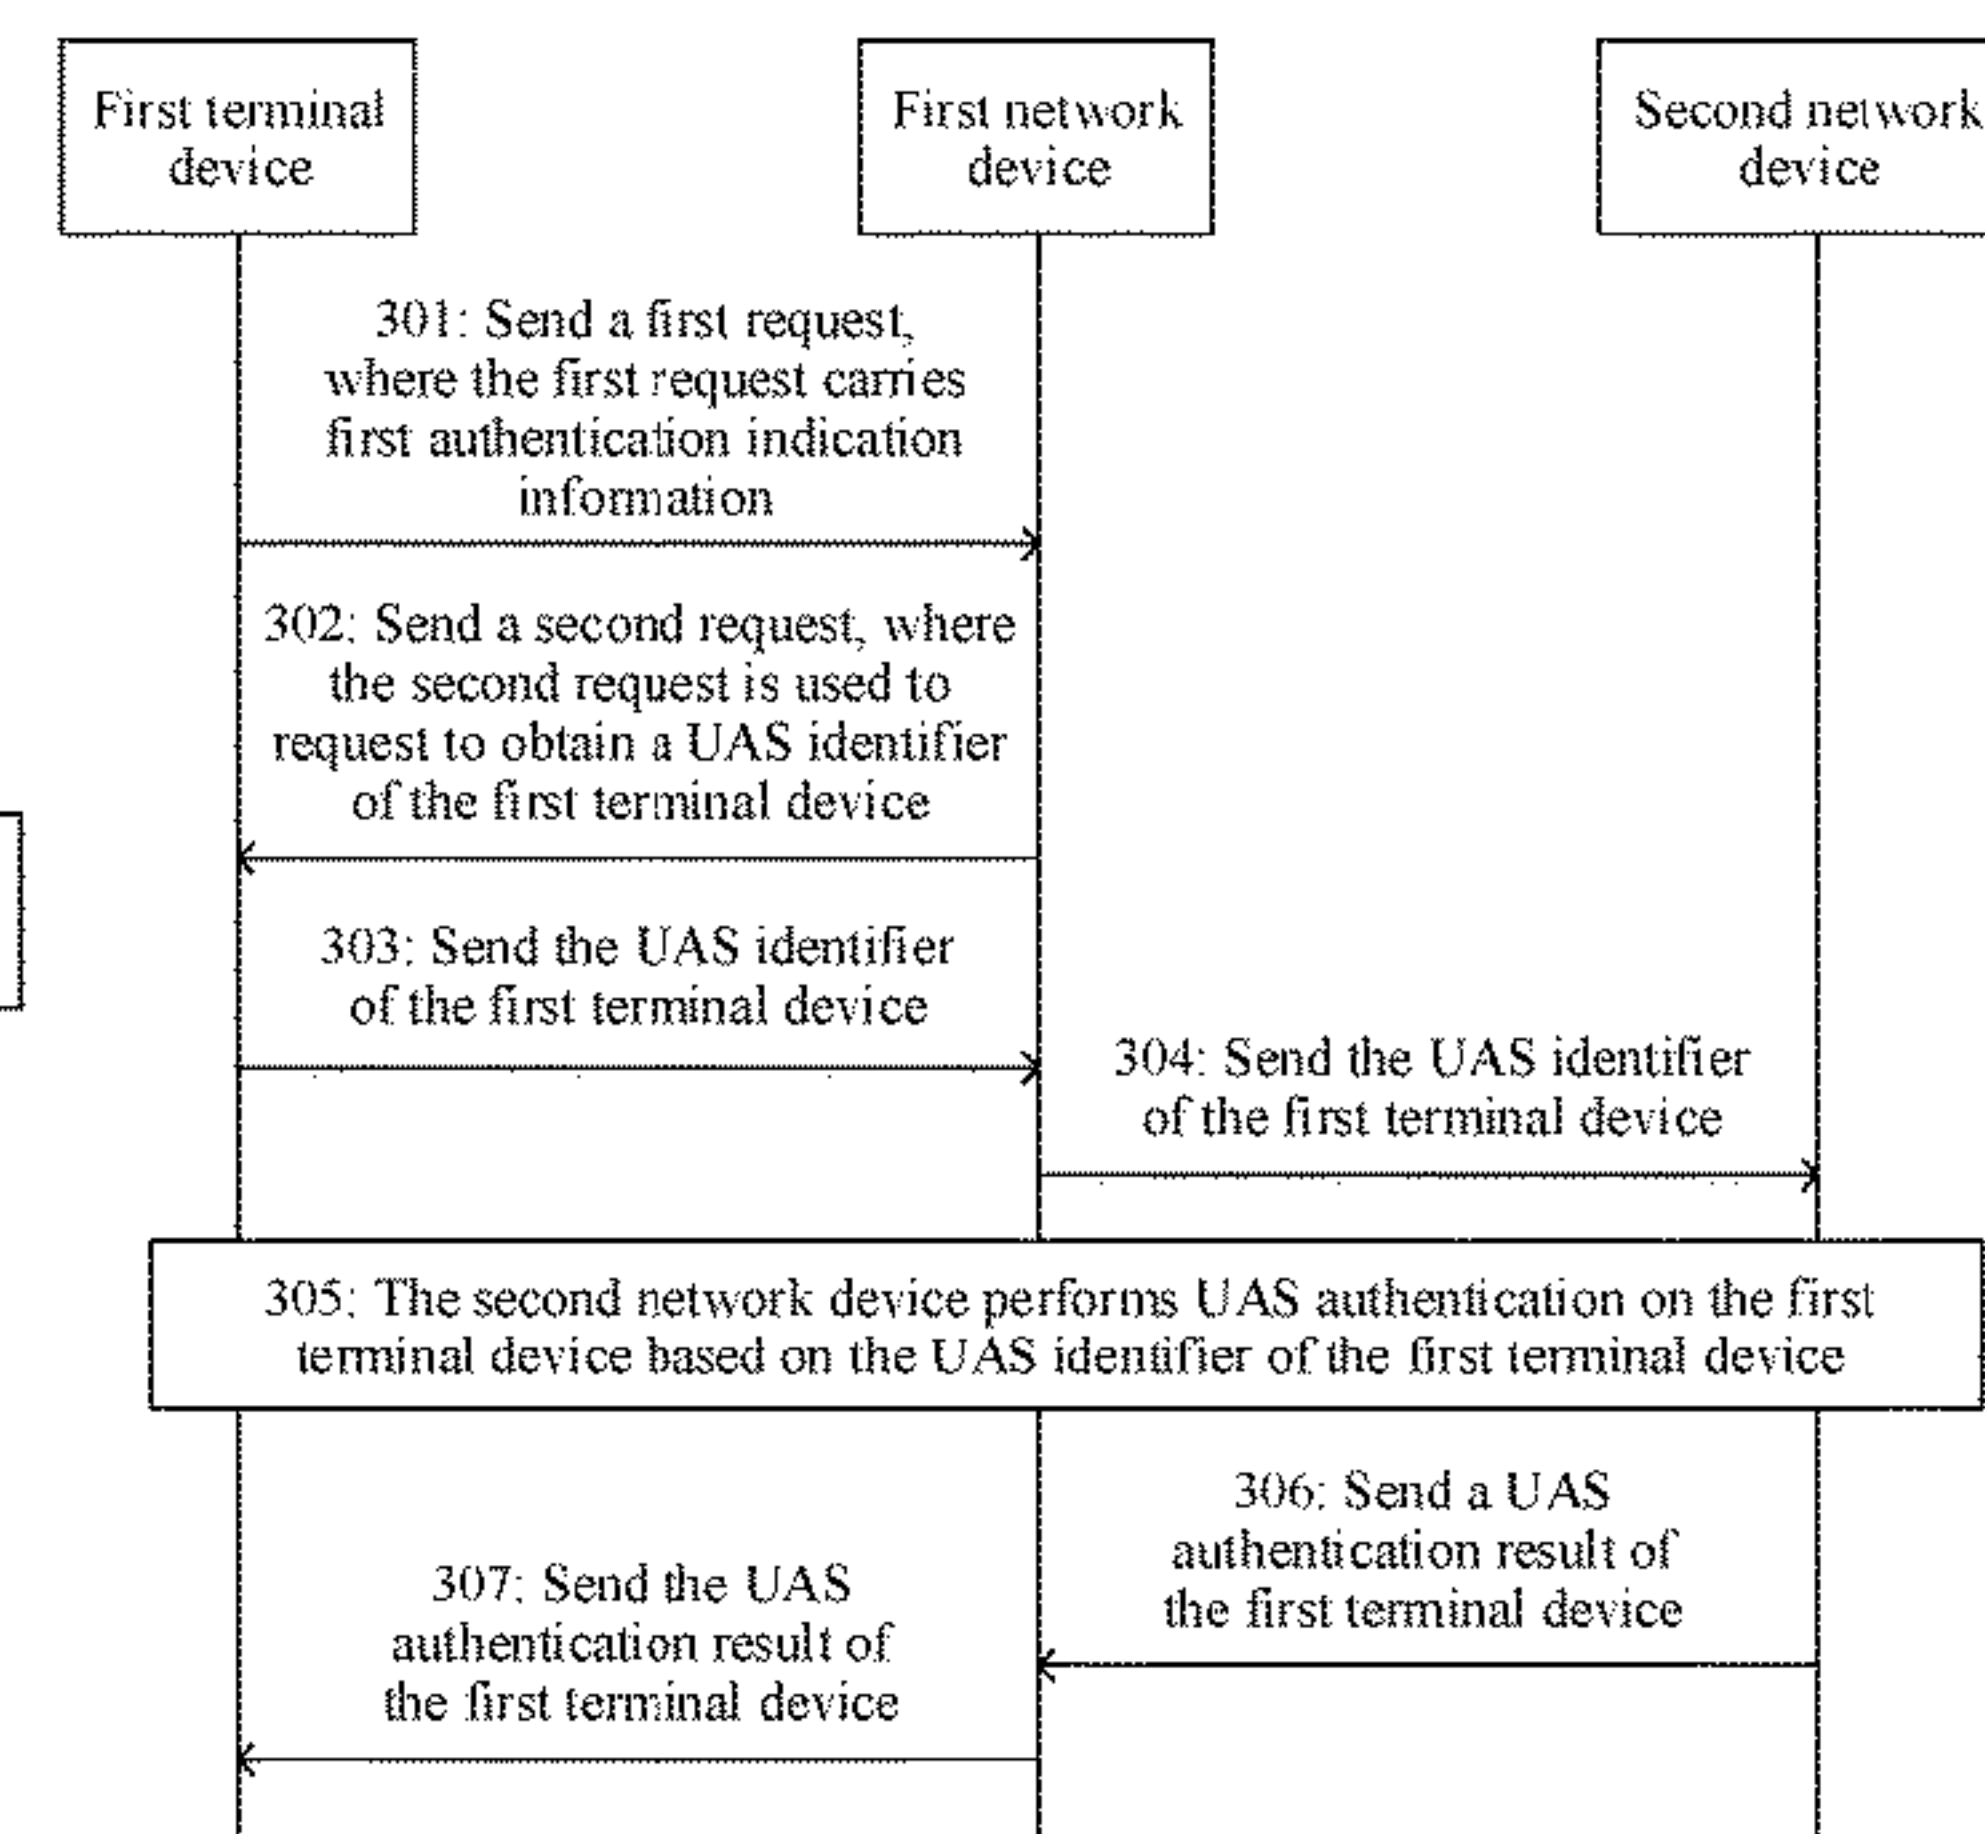 First terminal
device
First network
device
Second network
device
301: Send a first request,
where the first request carries
first authentication indication
information
302: Send a second request, where
the second request is used to
request to obtain a UAS identifier
of the first terminal device
303: Send the UAS identifier
of the first terminal device
304: Send the UAS identifier
of the first terminal device
305: The second network device performs UAS authentication on the first
terminal device based on the UAS identifier of the first terminal device
306: Send a UAS
authentication result of
the first terminal device
307: Send the UAS
authentication result of
the first terminal device